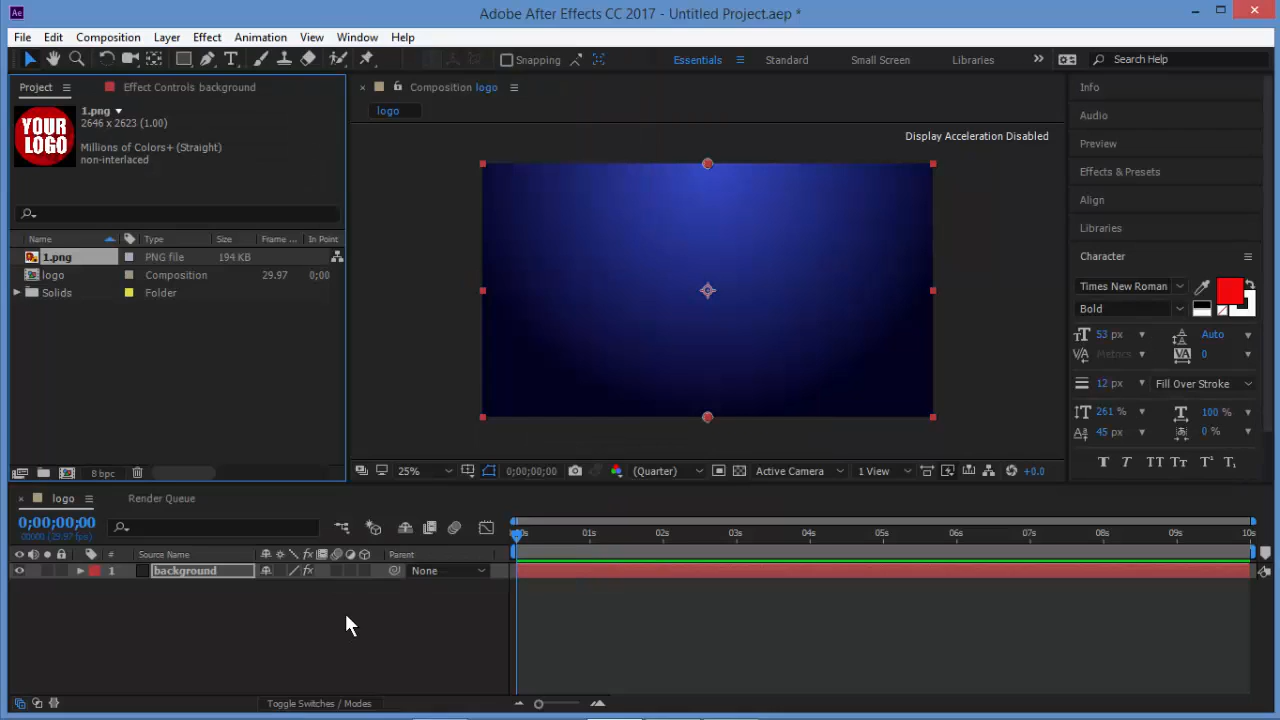 Ae Adobe After Effects CC 2017 - Untitled Project.aep *
File Edit Composition Layer Effect Animation View Window Help
Snapping Essentials Standard Small Screen Libraries Search Help
Project Effect Controls background
Composition logo
logo
1.png
2646 x 2623 (1.00)
Millions of Colors+ (Straight)
non-interlaced
YOUR
LOGO
Name Type Size Frame ... In Point
1.png PNG file 194 KB
logo Composition 29.97 0;00
Solids Folder
8 bpc
Display Acceleration Disabled
25% 0;00;00;00 (Quarter) Active Camera 1 View +0.0
Info
Audio
Preview
Effects & Presets
Align
Libraries
Character
Times New Roman
Bold
53 px Auto
Metrics 0
12 px Fill Over Stroke
261 % 100 %
45 px 0 %
T T TT Tt T¹ T₁
logo Render Queue
0;00;00;00
00000 (29.97 fps)
# Source Name fx Parent
1 background fx None
01s 02s 03s 04s 05s 06s 07s 08s 09s 10s
Toggle Switches / Modes